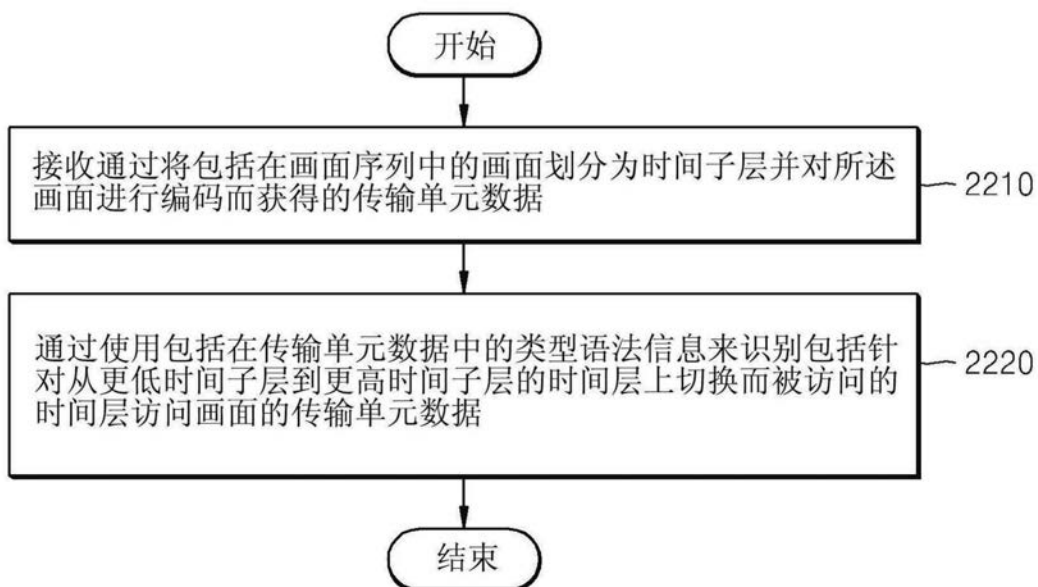 开始
接收通过将包括在画面序列中的画面划分为时间子层并对所述
画面进行编码而获得的传输单元数据
2210
通过使用包括在传输单元数据中的类型语法信息来识别包括针
对从更低时间子层到更高时间子层的时间层上切换而被访问的
时间层访问画面的传输单元数据
2220
结束